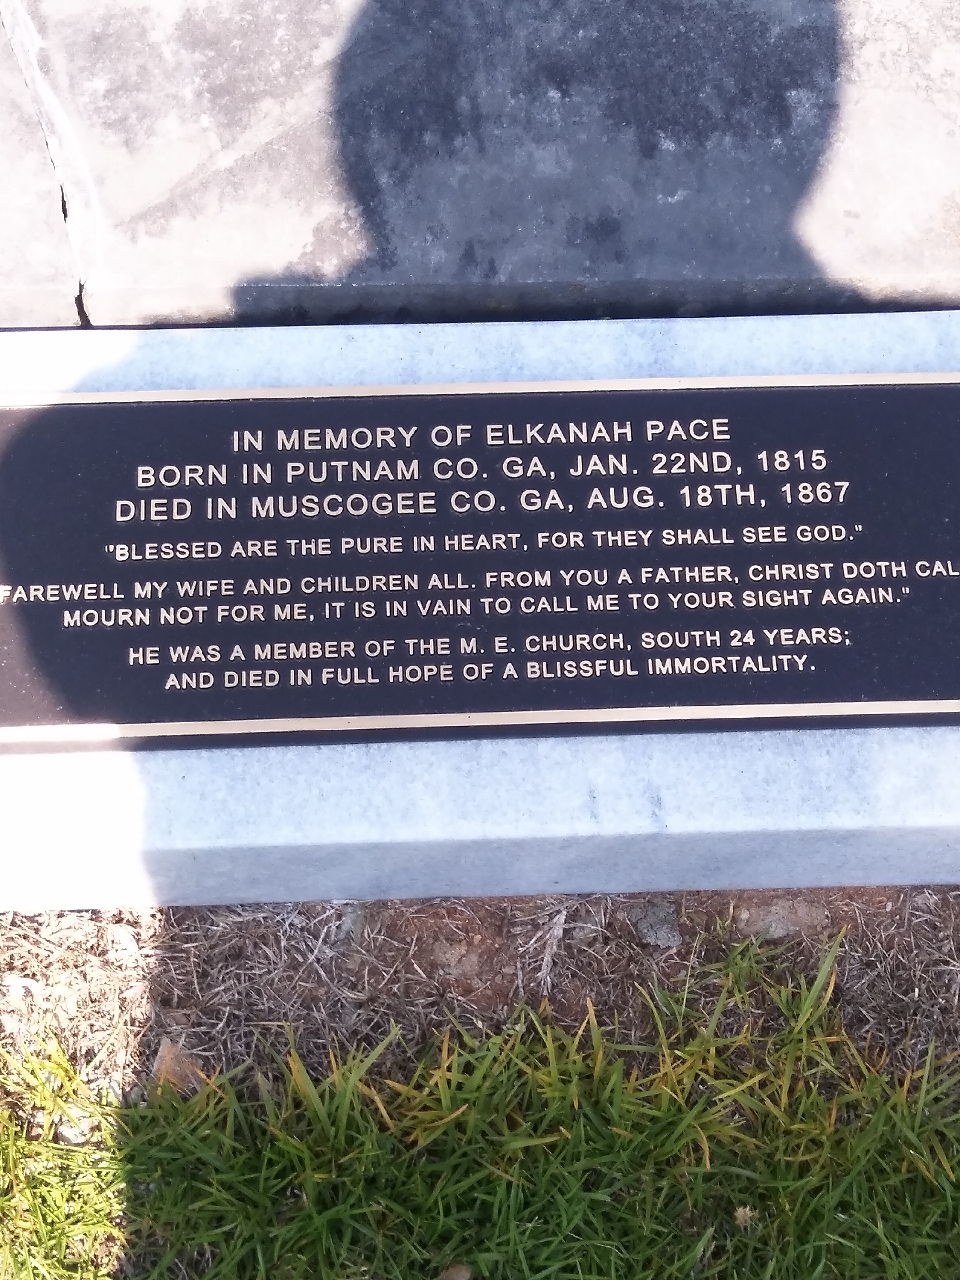 IN MEMORY OF ELKANAH PACE
BORN IN PUTNAM CO. GA, JAN. 22ND, 1815
DIED IN MUSCOGEE CO. GA, AUG. 18TH, 1867
"BLESSED ARE THE PURE IN HEART, FOR THEY SHALL SEE GOD."
FAREWELL MY WIFE AND CHILDREN ALL. FROM YOU A FATHER, CHRIST DOTH CAL
MOURN NOT FOR ME, IT IS IN VAIN TO CALL ME TO YOUR SIGHT AGAIN."
HE WAS A MEMBER OF THE M. E. CHURCH, SOUTH 24 YEARS;
AND DIED IN FULL HOPE OF A BLISSFUL IMMORTALITY.